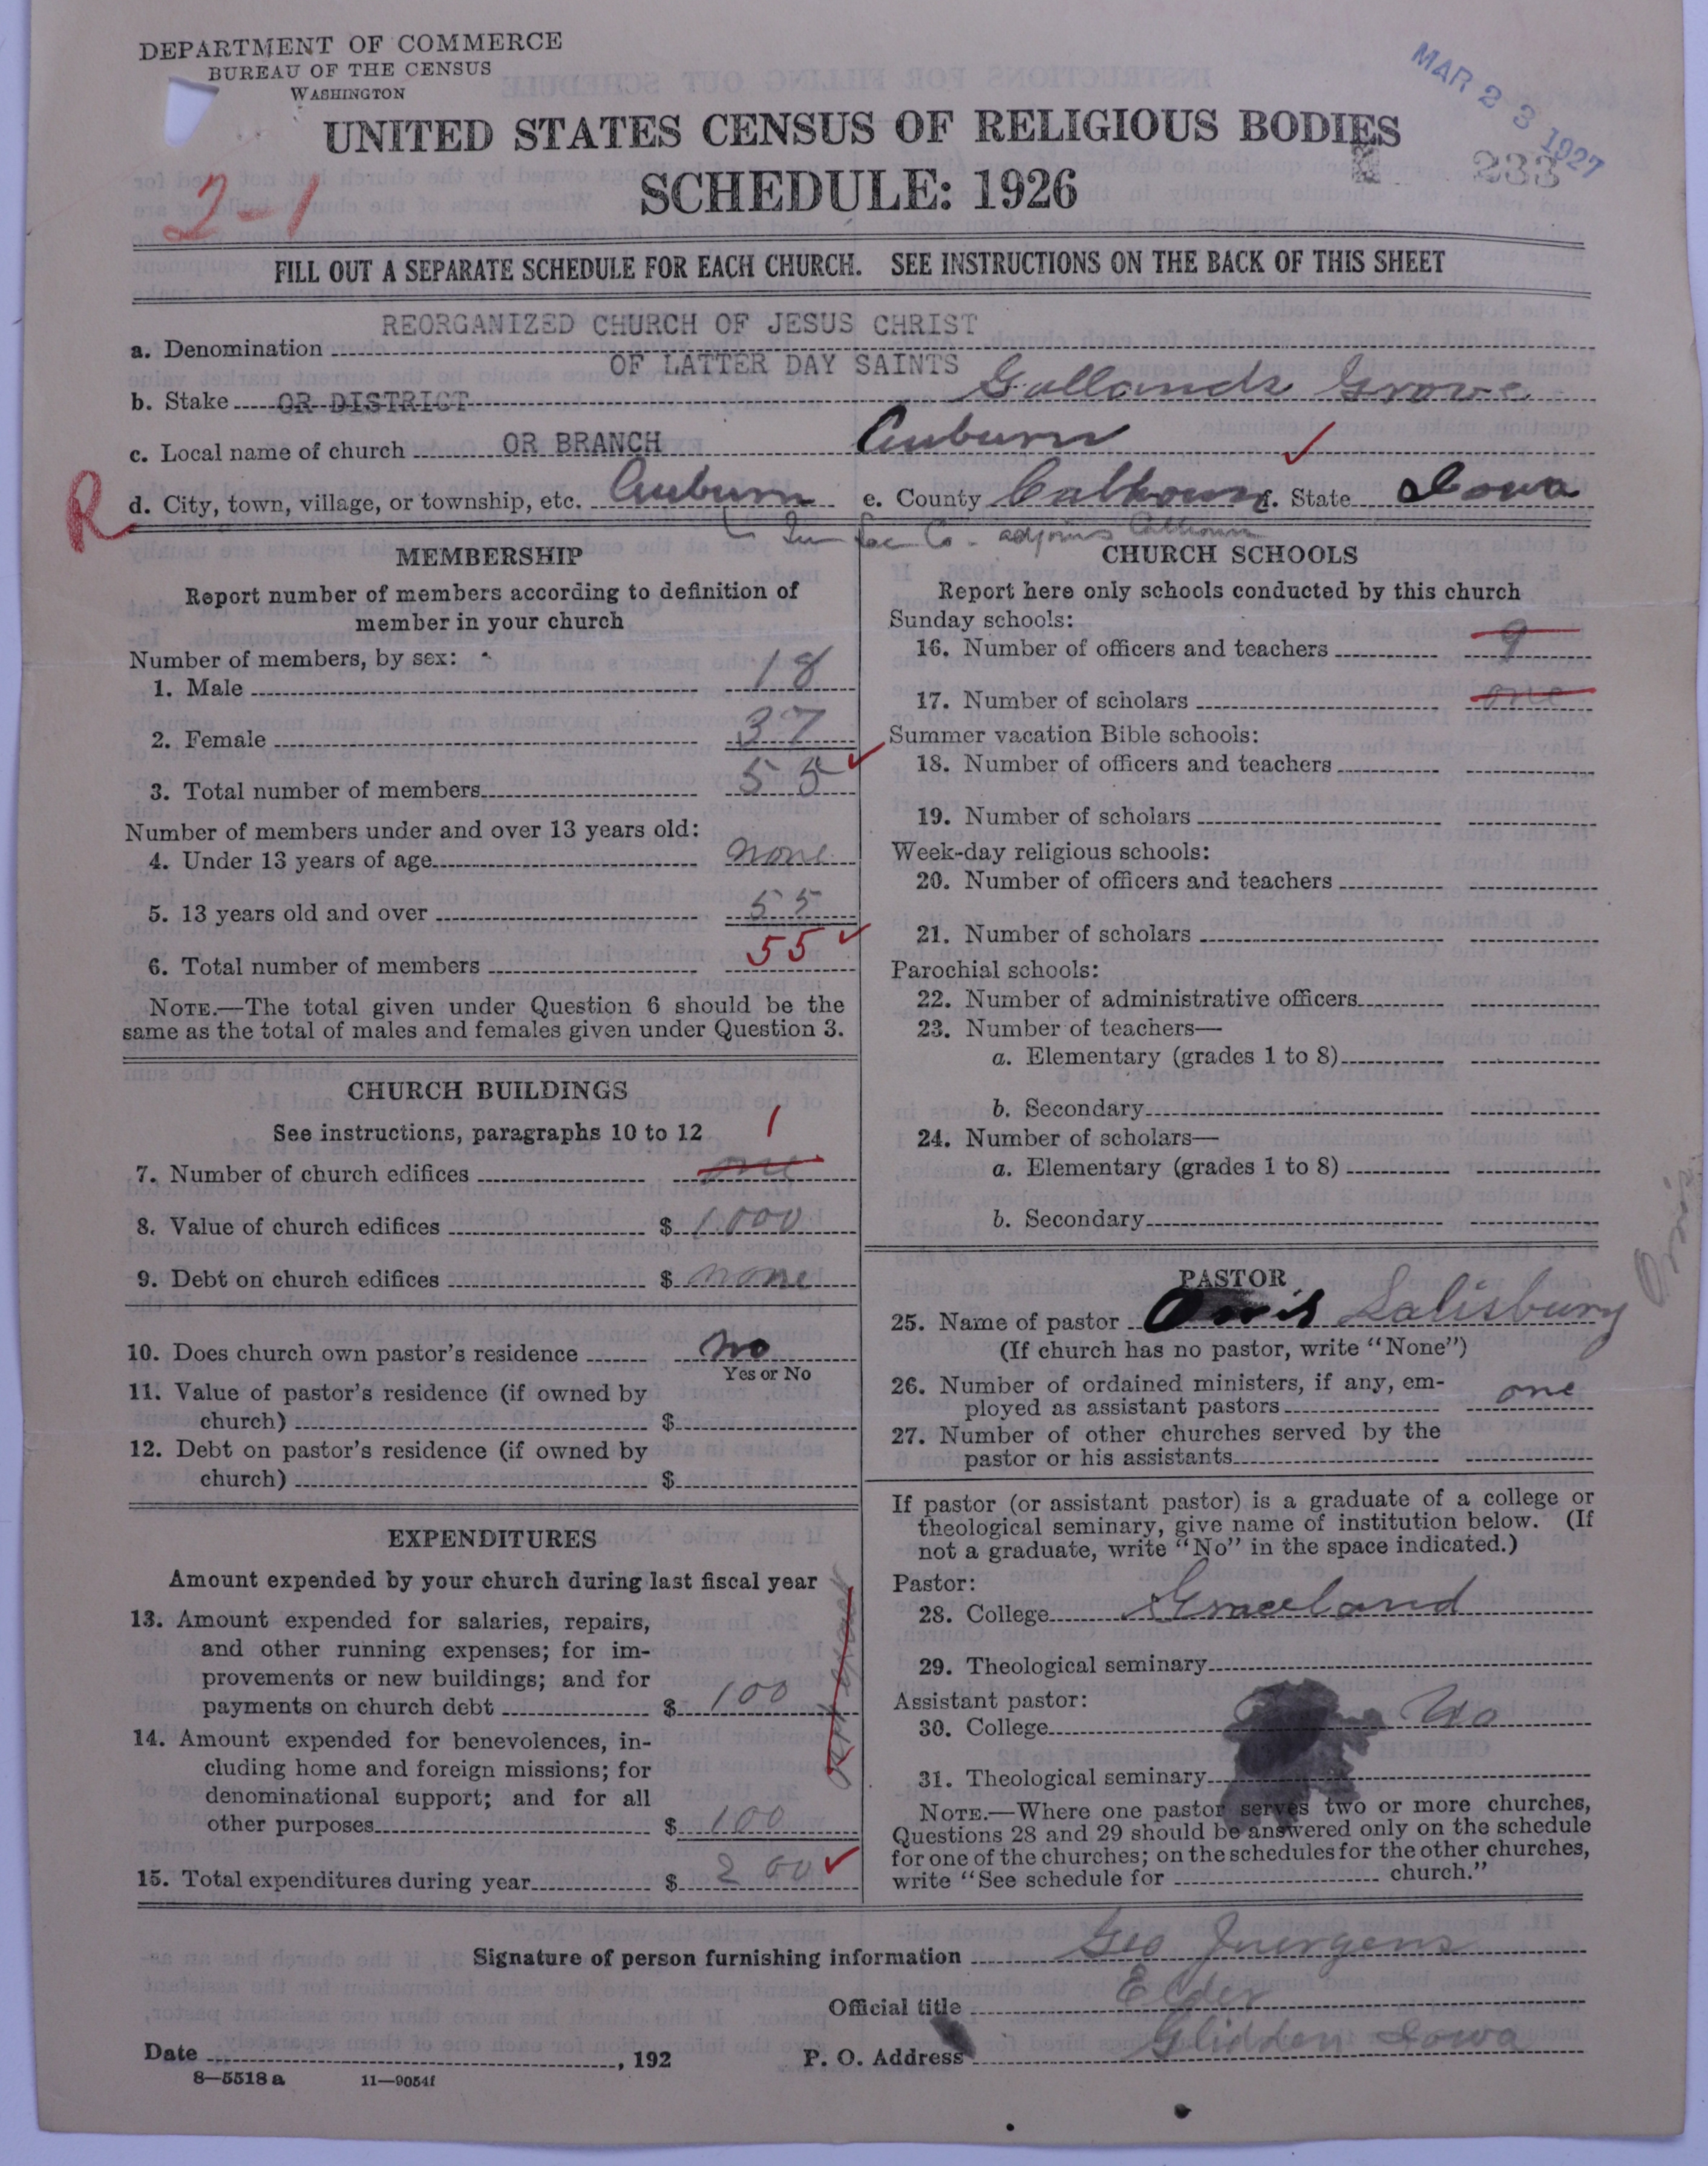 DEPARTMENT OF COMMERCE
BUREAU OF THE CENSUS
WASHINGTON
MAR 23 1927
UNITED STATES CENSUS OF RELIGIOUS BODIES
SCHEDULE: 1926
233
2-1
FILL OUT A SEPARATE SCHEDULE FOR EACH CHURCH. SEE INSTRUCTIONS ON THE BACK OF THIS SHEET
REORGANIZED CHURCH OF JESUS CHRIST
a. Denomination
OF LATTER DAY SAINTS
b. Stake OR DISTRICT Gallands Grove
c. Local name of church OR BRANCH Auburn
R
d. City, town, village, or township, etc. Auburn e. County Calhoun f. State Iowa
In Sac Co. adjoins Calhoun
MEMBERSHIP
Report number of members according to definition of
member in your church
Number of members, by sex:
1. Male 18
2. Female 37
3. Total number of members 55
Number of members under and over 13 years old:
4. Under 13 years of age none
5. 13 years old and over 55
6. Total number of members 55
NOTE.—The total given under Question 6 should be the
same as the total of males and females given under Question 3.
CHURCH BUILDINGS
See instructions, paragraphs 10 to 12
1
7. Number of church edifices one
8. Value of church edifices $ 1000
9. Debt on church edifices $ none
10. Does church own pastor's residence no
Yes or No
11. Value of pastor's residence (if owned by
church) $
12. Debt on pastor's residence (if owned by
church) $
EXPENDITURES
Amount expended by your church during last fiscal year
13. Amount expended for salaries, repairs,
and other running expenses; for im-
provements or new buildings; and for
payments on church debt $ 100
14. Amount expended for benevolences, in-
cluding home and foreign missions; for
denominational support; and for all
other purposes $ 100
15. Total expenditures during year $ 200
CHURCH SCHOOLS
Report here only schools conducted by this church
Sunday schools:
16. Number of officers and teachers 9
17. Number of scholars one
Summer vacation Bible schools:
18. Number of officers and teachers
19. Number of scholars
Week-day religious schools:
20. Number of officers and teachers
21. Number of scholars
Parochial schools:
22. Number of administrative officers
23. Number of teachers—
a. Elementary (grades 1 to 8)
b. Secondary
24. Number of scholars—
a. Elementary (grades 1 to 8)
b. Secondary
PASTOR
25. Name of pastor Orris Salisbury
(If church has no pastor, write "None")
26. Number of ordained ministers, if any, em-
ployed as assistant pastors one
27. Number of other churches served by the
pastor or his assistants
If pastor (or assistant pastor) is a graduate of a college or
theological seminary, give name of institution below. (If
not a graduate, write "No" in the space indicated.)
Pastor:
28. College Graceland
29. Theological seminary
Assistant pastor:
30. College No
31. Theological seminary
NOTE.—Where one pastor serves two or more churches,
Questions 28 and 29 should be answered only on the schedule
for one of the churches; on the schedules for the other churches,
write "See schedule for church."
Signature of person furnishing information Geo Juergens
Official title Elder
Date , 192
P. O. Address Glidden Iowa
8—5518a 11—9054f